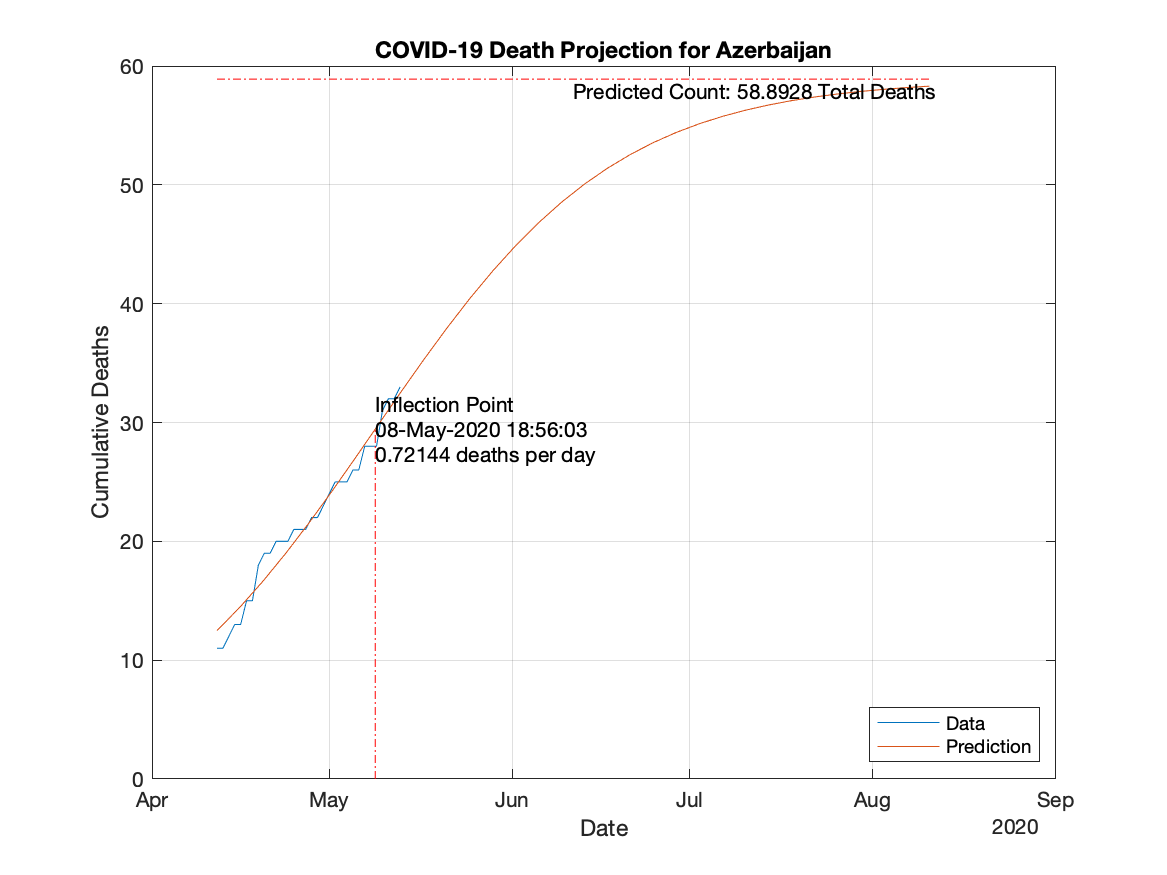 COVID-19 Death Projection for Azerbaijan
60
Predicted Count: 58.8928 Total Deaths
50
40
Cumulative Deaths
30
Inflection Point
08-May-2020 18:56:03
0.72144 deaths per day
20
10
0
Data
Prediction
Apr May Jun Jul Aug Sep
Date
2020